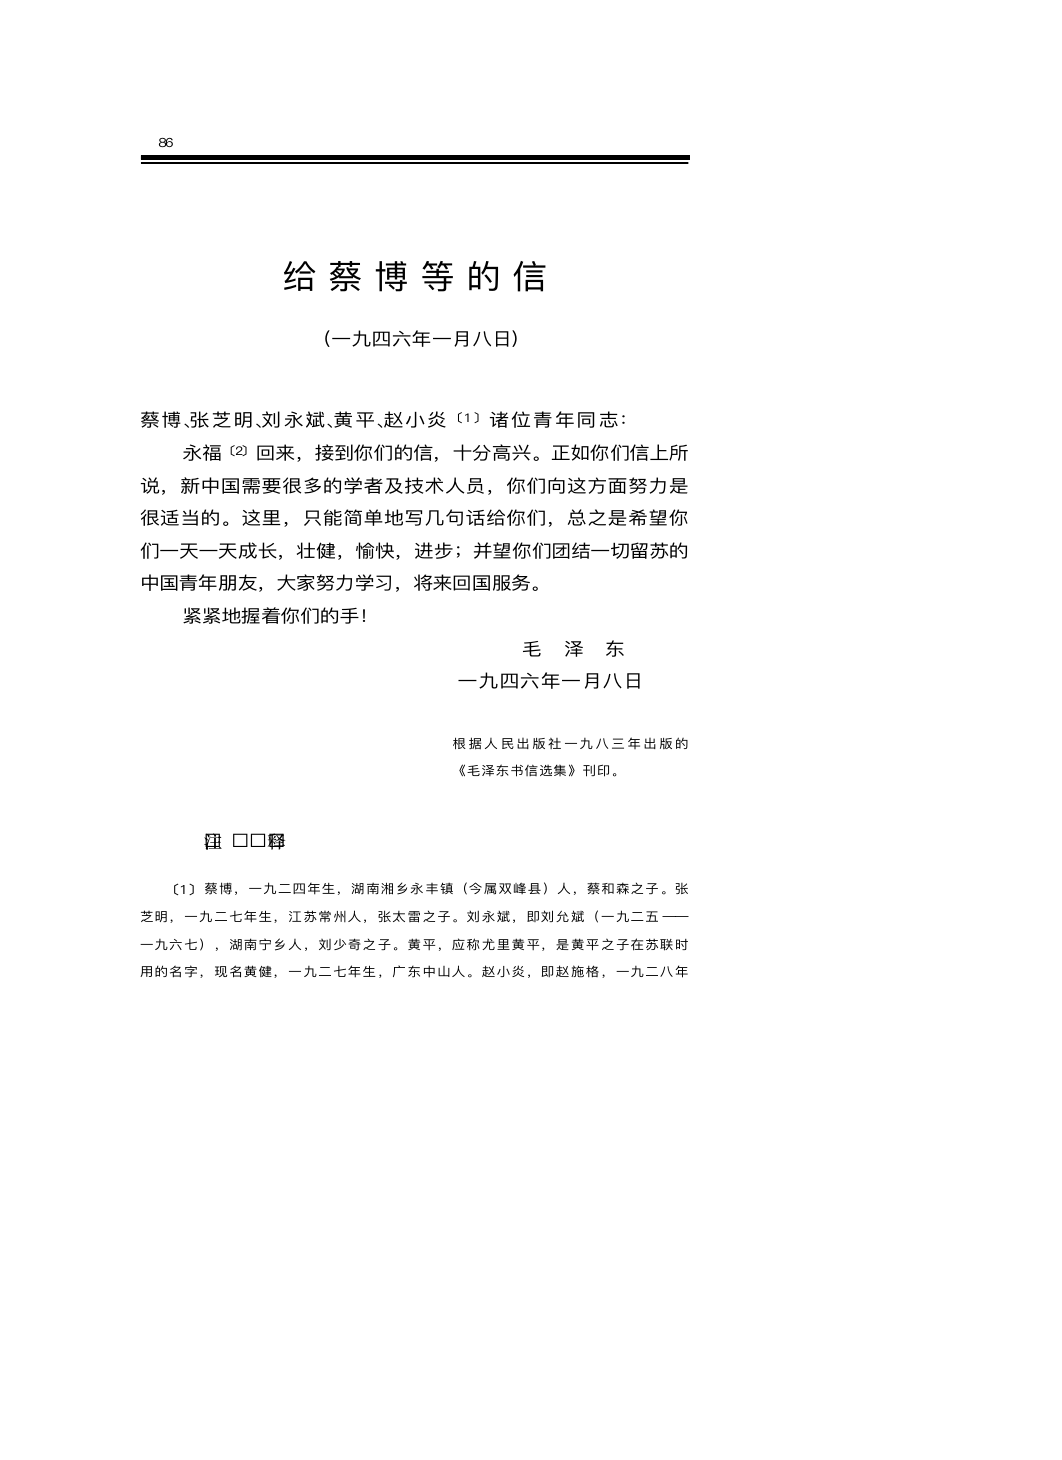 86
给蔡博等的信
(一九四六年一月八日)
蔡博、张芝明、刘永斌、黄平、赵小炎〔1〕诸位青年同志：
永福〔2〕回来，接到你们的信，十分高兴。正如你们信上所
说，新中国需要很多的学者及技术人员，你们向这方面努力是
很适当的。这里，只能简单地写几句话给你们，总之是希望你
们一天一天成长，壮健，愉快，进步；并望你们团结一切留苏的
中国青年朋友，大家努力学习，将来回国服务。
紧紧地握着你们的手！
毛 泽 东
一九四六年一月八日
根据人民出版社一九八三年出版的
《毛泽东书信选集》刊印。
注 □□释
〔1〕蔡博，一九二四年生，湖南湘乡永丰镇（今属双峰县）人，蔡和森之子。张
芝明，一九二七年生，江苏常州人，张太雷之子。刘永斌，即刘允斌（一九二五——
一九六七），湖南宁乡人，刘少奇之子。黄平，应称尤里黄平，是黄平之子在苏联时
用的名字，现名黄健，一九二七年生，广东中山人。赵小炎，即赵施格，一九二八年